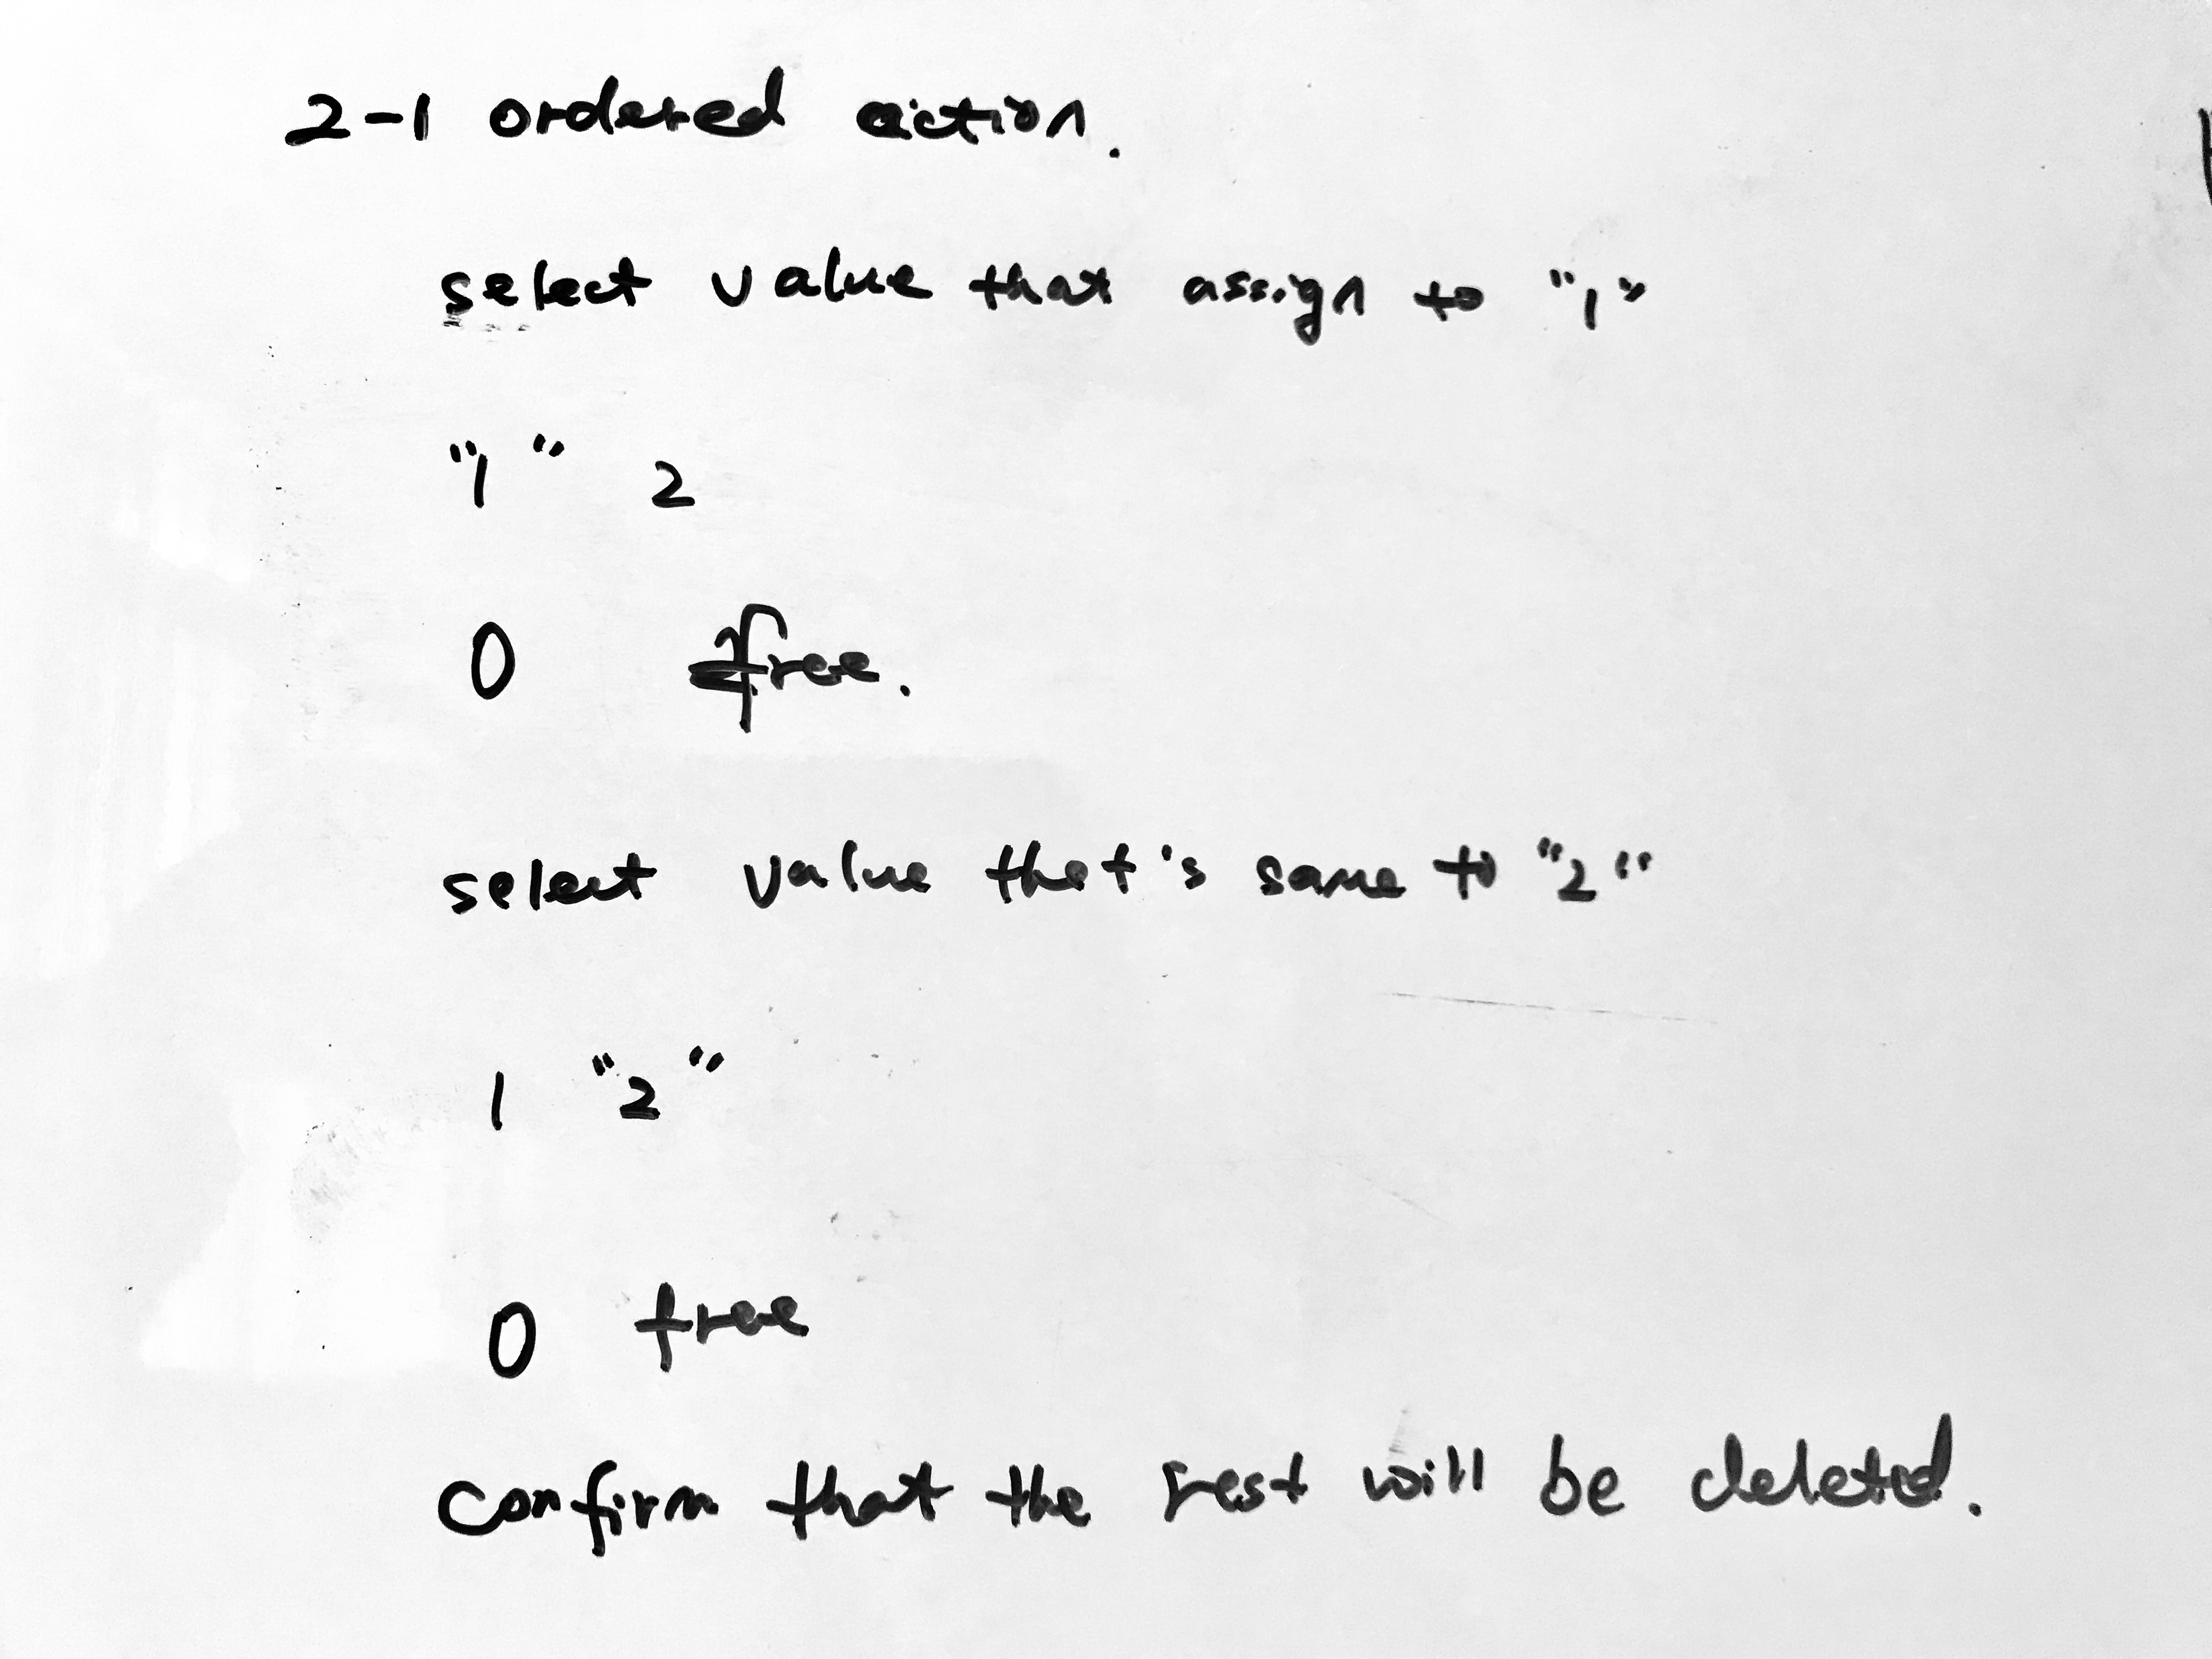 2-1 ordered action.
select value that assign to "1"
"1" 2
0 free.
select value that's same to "2"
1 "2"
0 free
confirm that the rest will be deleted.